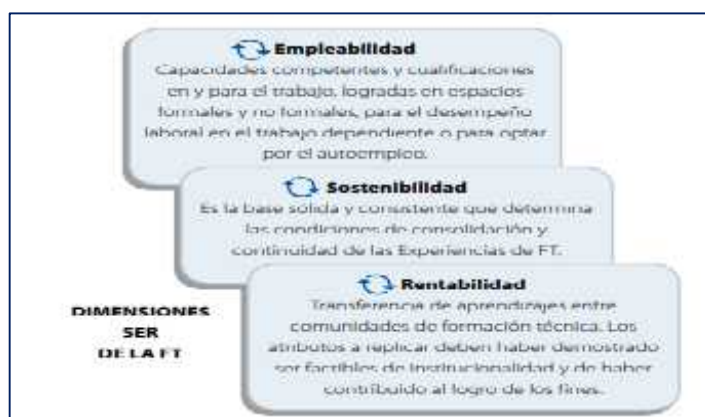 Empleabilidad
Capacidades competentes y cualificaciones
en y para el trabajo, logradas en espacios
formales y no formales, para el desempeño
laboral en el trabajo dependiente o para optar
por el autoempleo.
Sostenibilidad
Es la base solida y consistente que determina
las condiciones de consolidación y
continuidad de las Experiencias de FT.
Rentabilidad
Transferencia de aprendizajes entre
comunidades de formación técnica. Los
atributos a replicar deben haber demostrado
ser factibles de institucionalidad y de haber
contribuido al logro de los fines.
DIMENSIONES
SER
DE LA FT